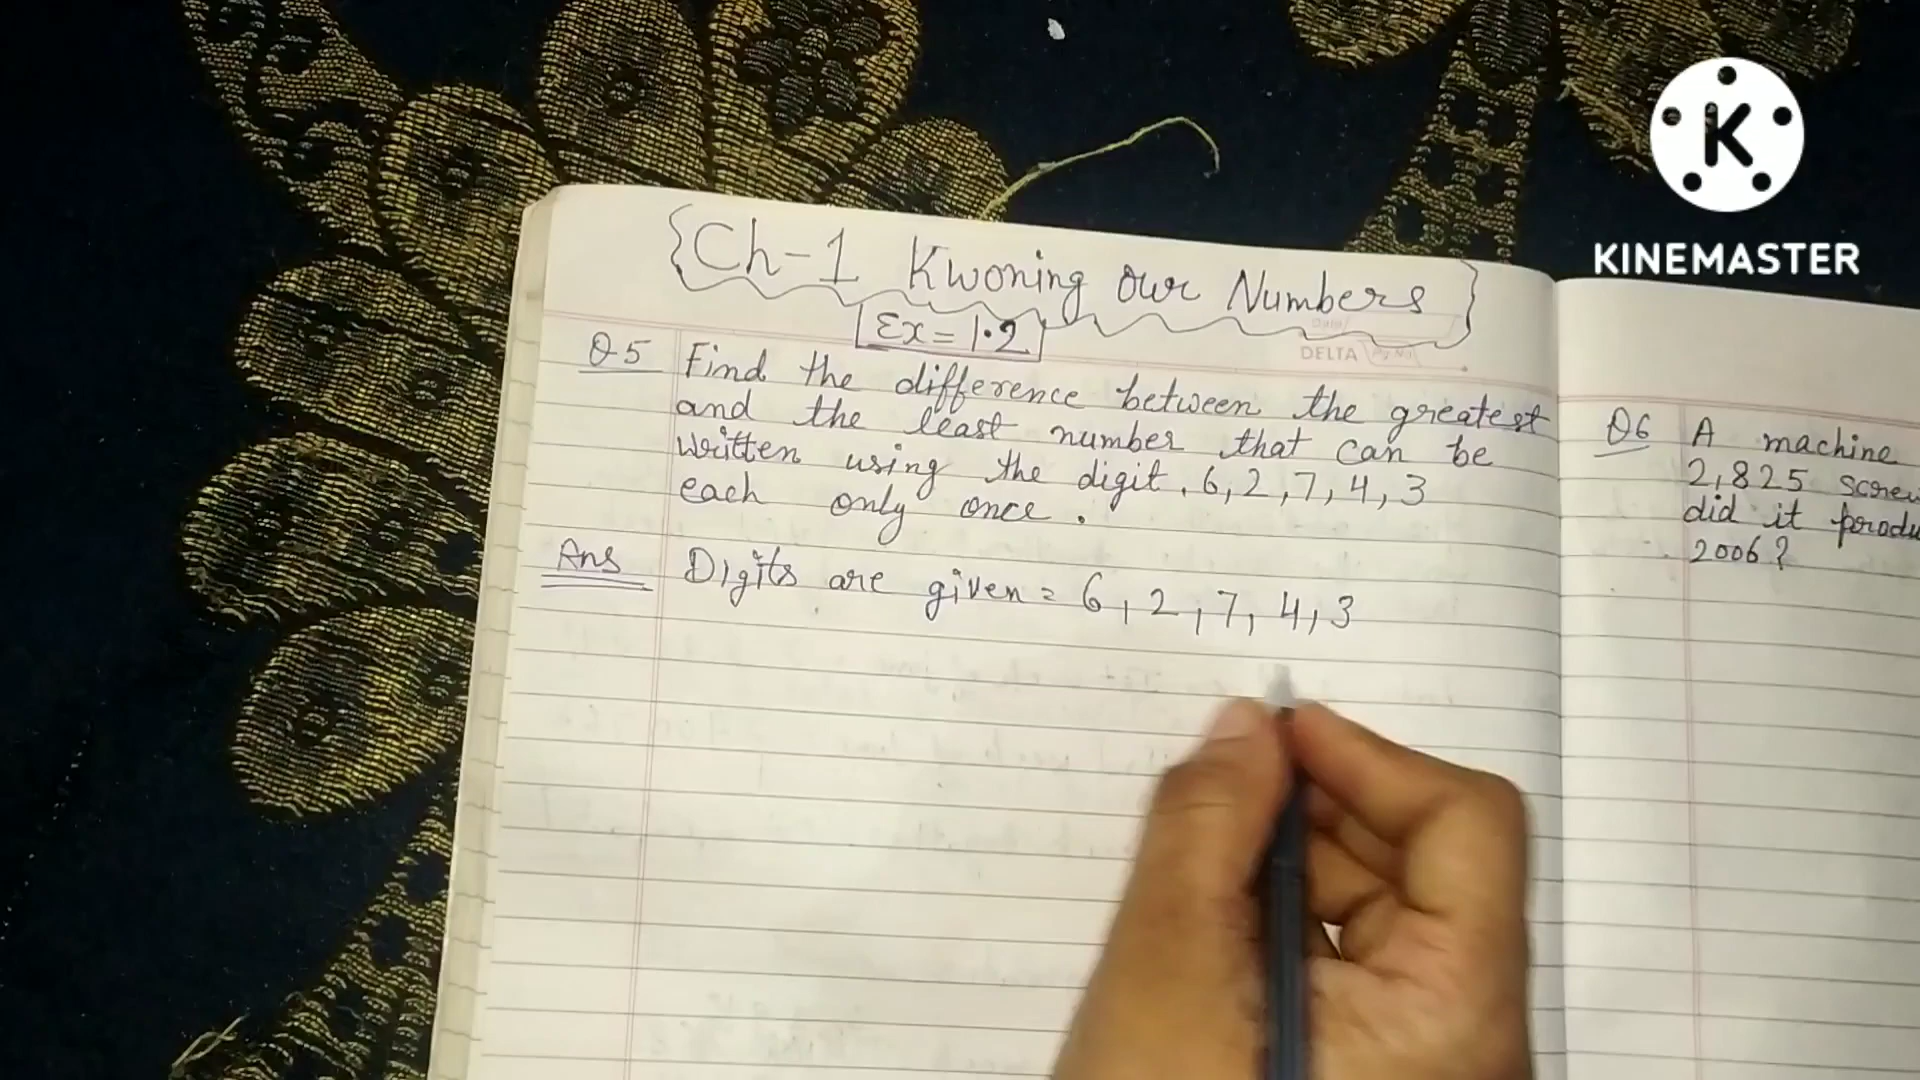 KINEMASTER
Ch-1 Kwoning our Numbers
Ex = 1.2
DELTA
Q5 Find the difference between the greatest
and the least number that can be
written using the digit, 6, 2, 7, 4, 3
each only once.
Ans Digits are given = 6, 2, 7, 4, 3
Q6 A machine
2,825 screw
did it produ
2006?